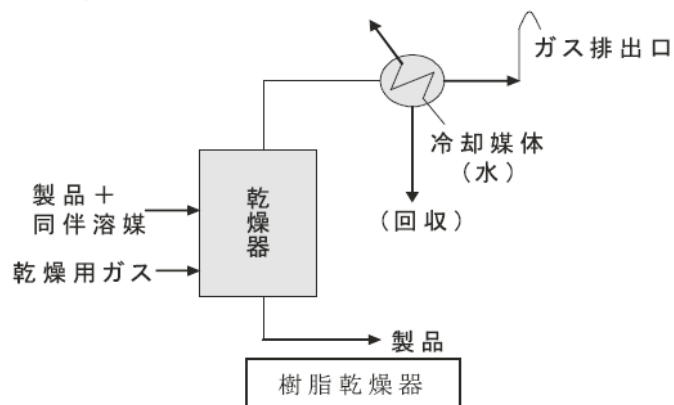 ガス排出口
冷却媒体
（水）
製品＋
同伴溶媒
乾燥器
（回収）
乾燥用ガス
製品
樹脂乾燥器